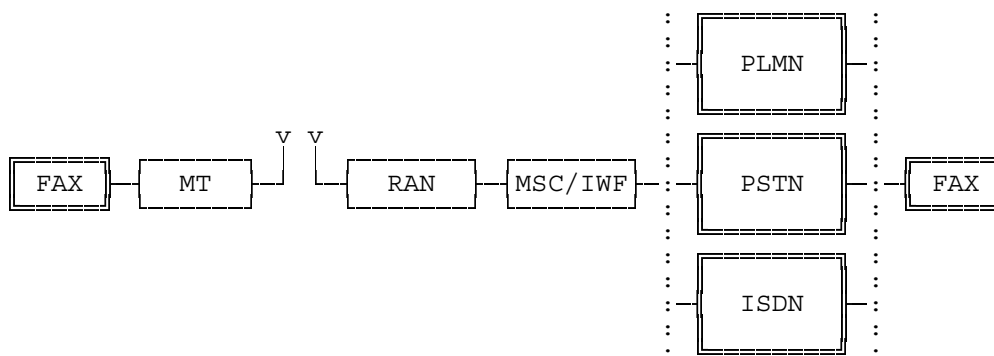 PLMN
v v
FAX MT RAN MSC/IWF PSTN FAX
ISDN